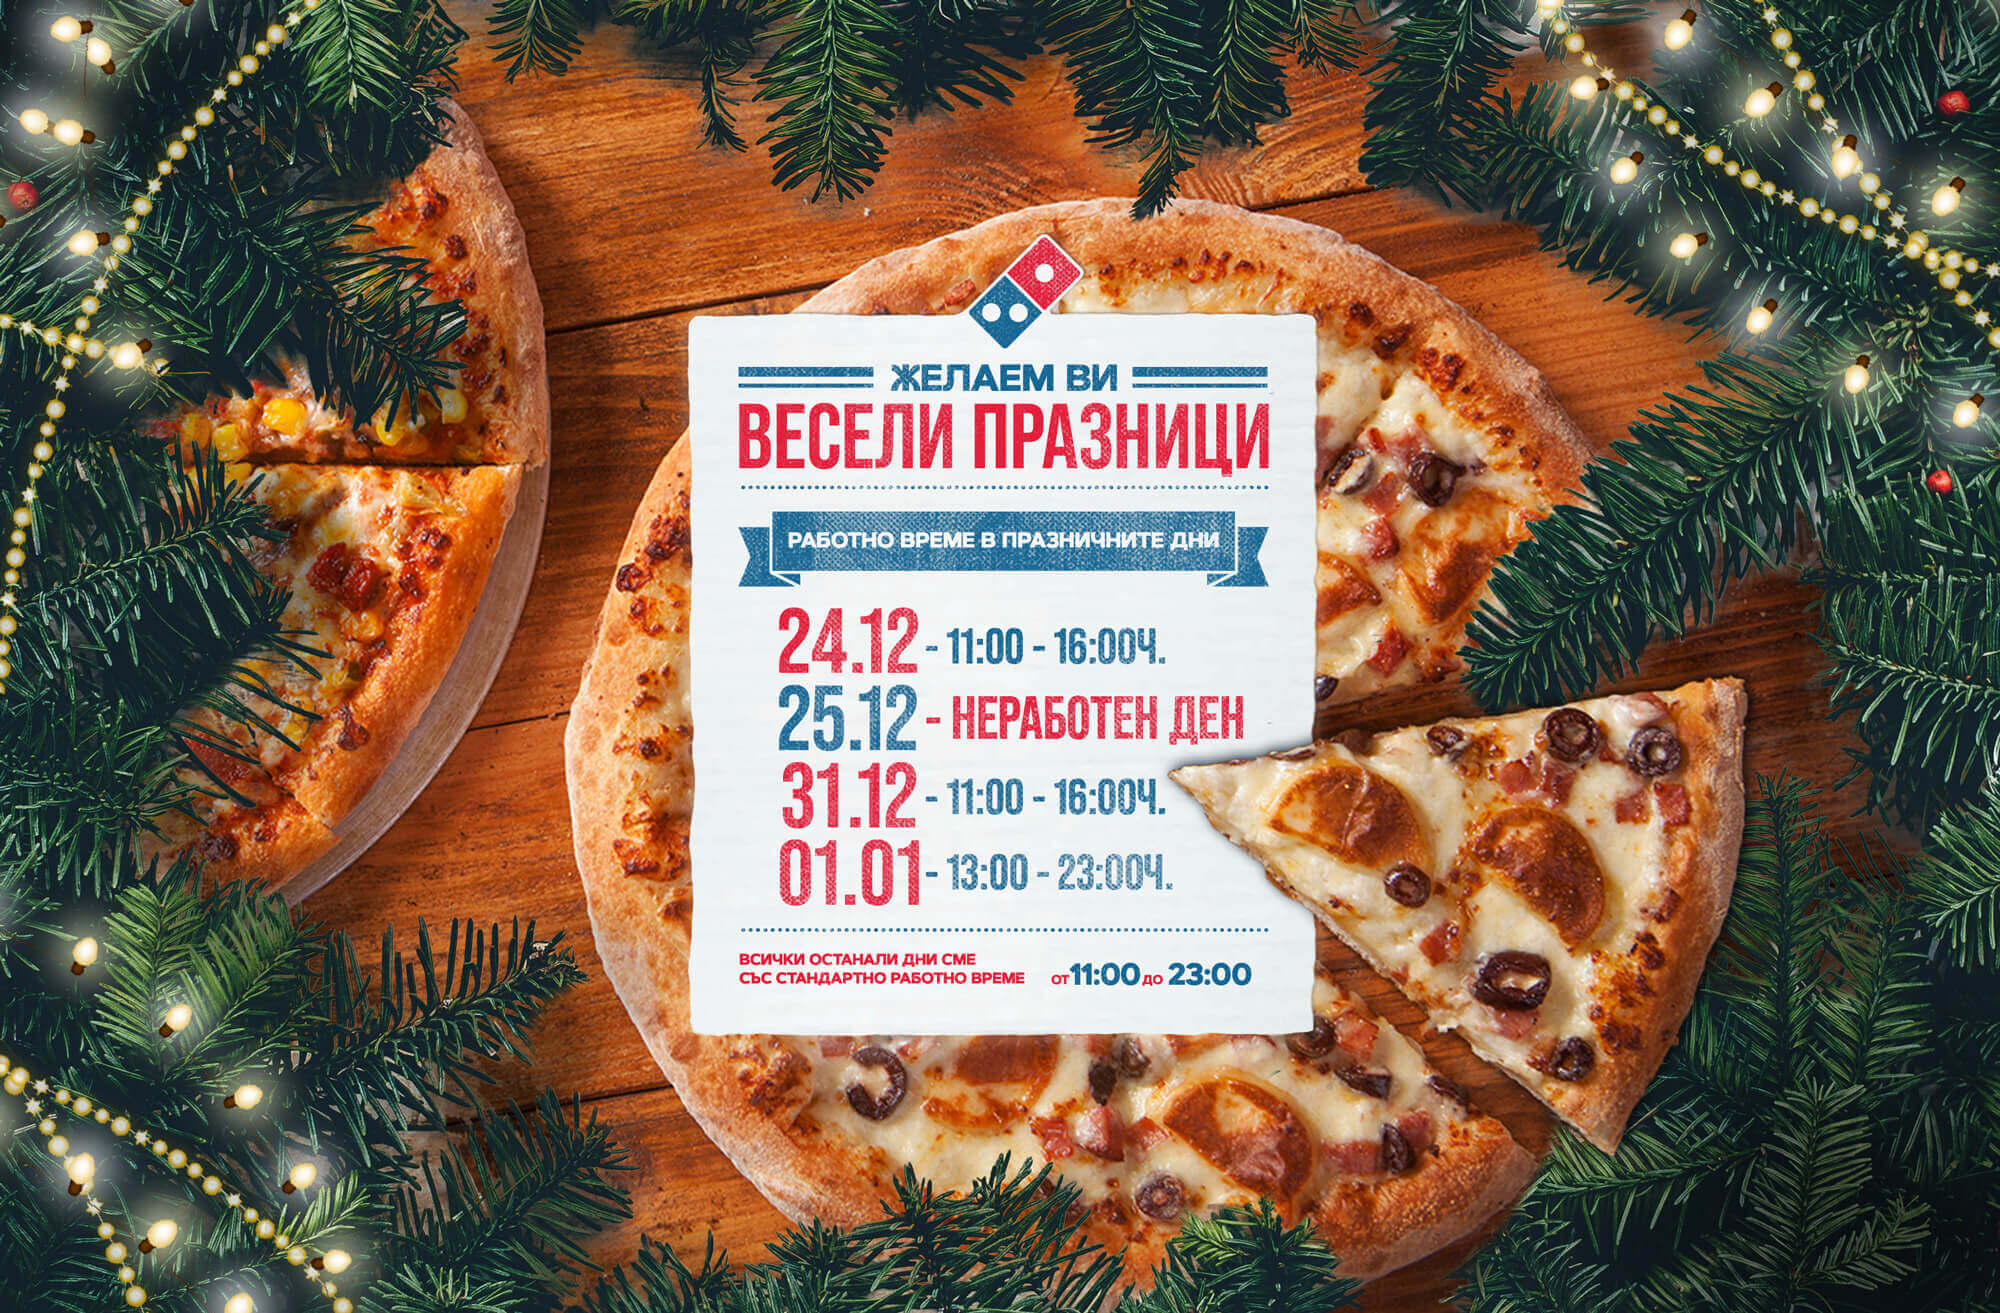 ЖЕЛАЕМ ВИ
ВЕСЕЛИ ПРАЗНИЦИ
РАБОТНО ВРЕМЕ В ПРАЗНИЧНИТЕ ДНИ
24.12 - 11:00 - 16:00Ч.
25.12 - НЕРАБОТЕН ДЕН
31.12 - 11:00 - 16:00Ч.
01.01 - 13:00 - 23:00Ч.
ВСИЧКИ ОСТАНАЛИ ДНИ СМЕ
СЪС СТАНДАРТНО РАБОТНО ВРЕМЕ от 11:00 до 23:00